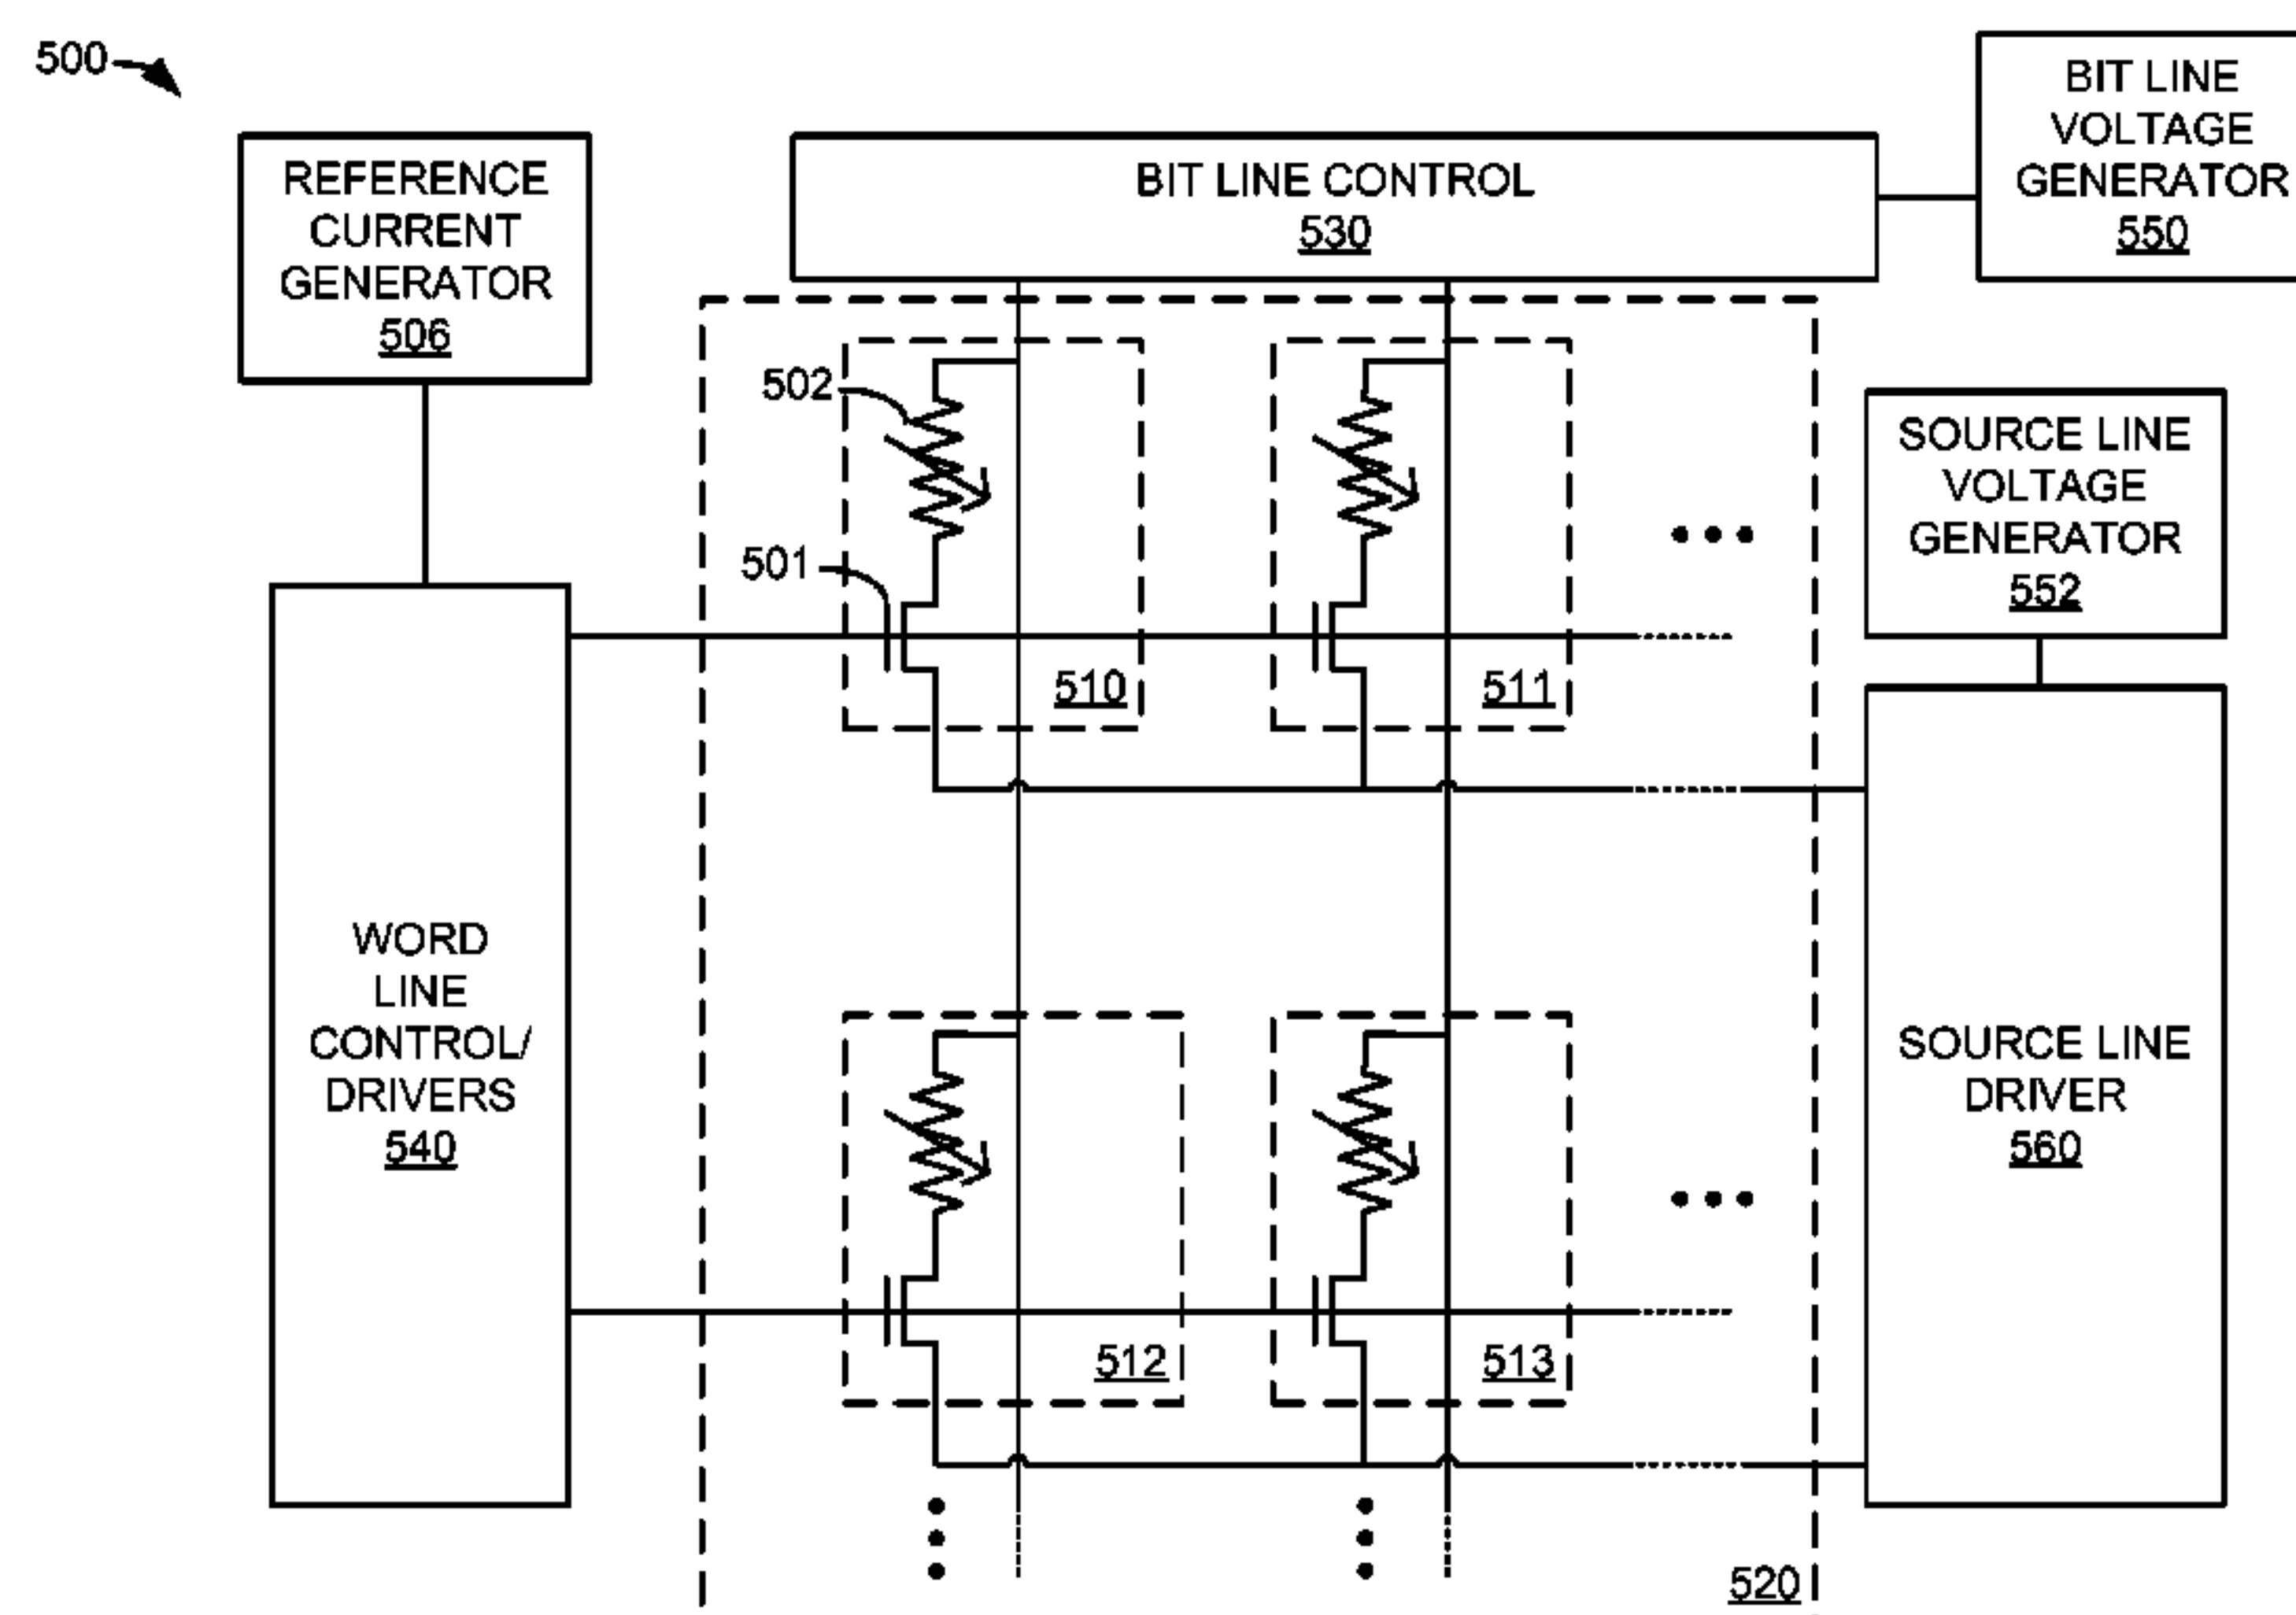 500
BIT LINE
VOLTAGE
GENERATOR
550
REFERENCE
CURRENT
GENERATOR
506
BIT LINE CONTROL
530
502
501
510
511
SOURCE LINE
VOLTAGE
GENERATOR
552
WORD
LINE
CONTROL/
DRIVERS
540
SOURCE LINE
DRIVER
560
512
513
520